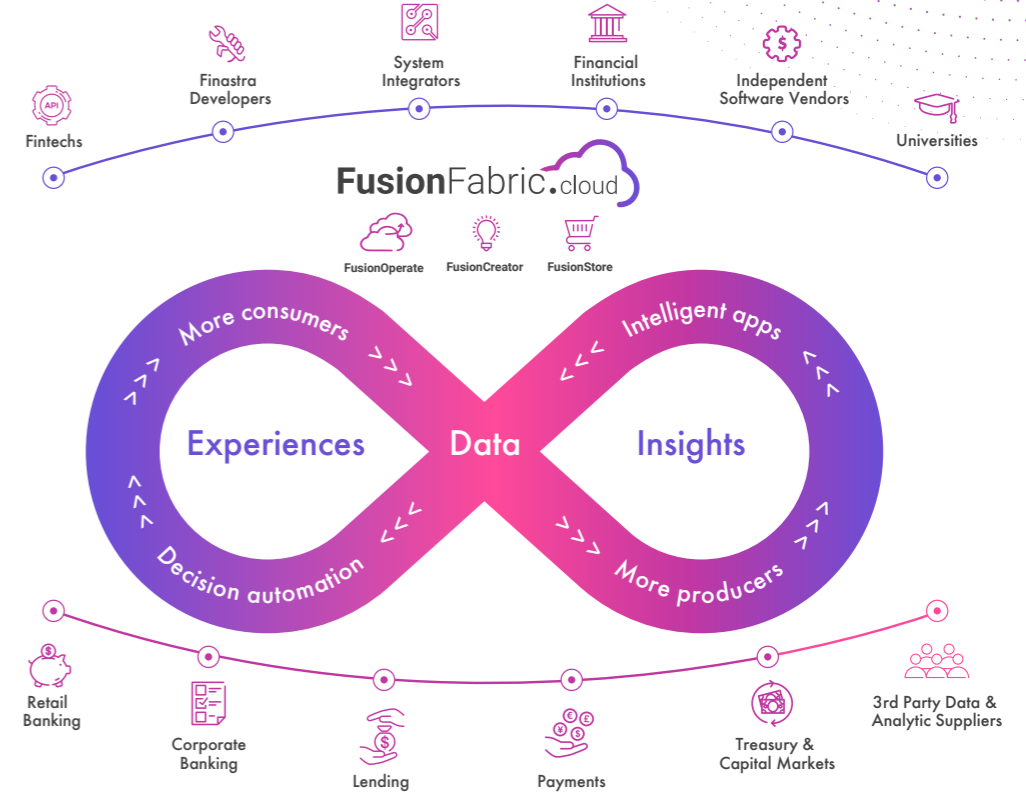 API
Fintechs
Finastra
Developers
System
Integrators
Financial
Institutions
$
Independent
Software Vendors
Universities
FusionFabric.cloud
FusionOperate
FusionCreator
FusionStore
More consumers
>>>
>>>
Intelligent apps
<<<
<<<
Experiences
Data
Insights
<<<
<<<
Decision automation
>>>
>>>
More producers
$
Retail
Banking
Corporate
Banking
$
Lending
€
£
¥
$
Payments
Treasury &
Capital Markets
3rd Party Data &
Analytic Suppliers